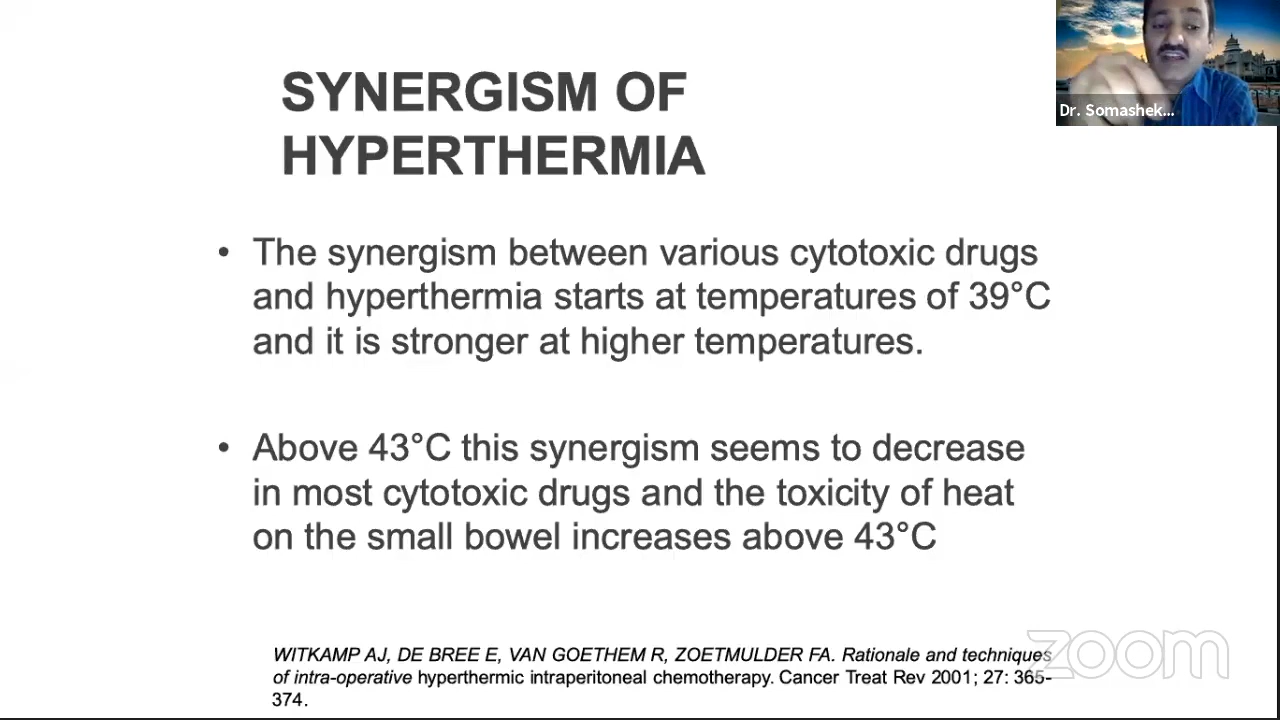 SYNERGISM OF
HYPERTHERMIA
Dr. Somashek...
• The synergism between various cytotoxic drugs
and hyperthermia starts at temperatures of 39°C
and it is stronger at higher temperatures.
• Above 43°C this synergism seems to decrease
in most cytotoxic drugs and the toxicity of heat
on the small bowel increases above 43°C
WITKAMP AJ, DE BREE E, VAN GOETHEM R, ZOETMULDER FA. Rationale and techniques
of intra-operative hyperthermic intraperitoneal chemotherapy. Cancer Treat Rev 2001; 27: 365-
374.
zoom